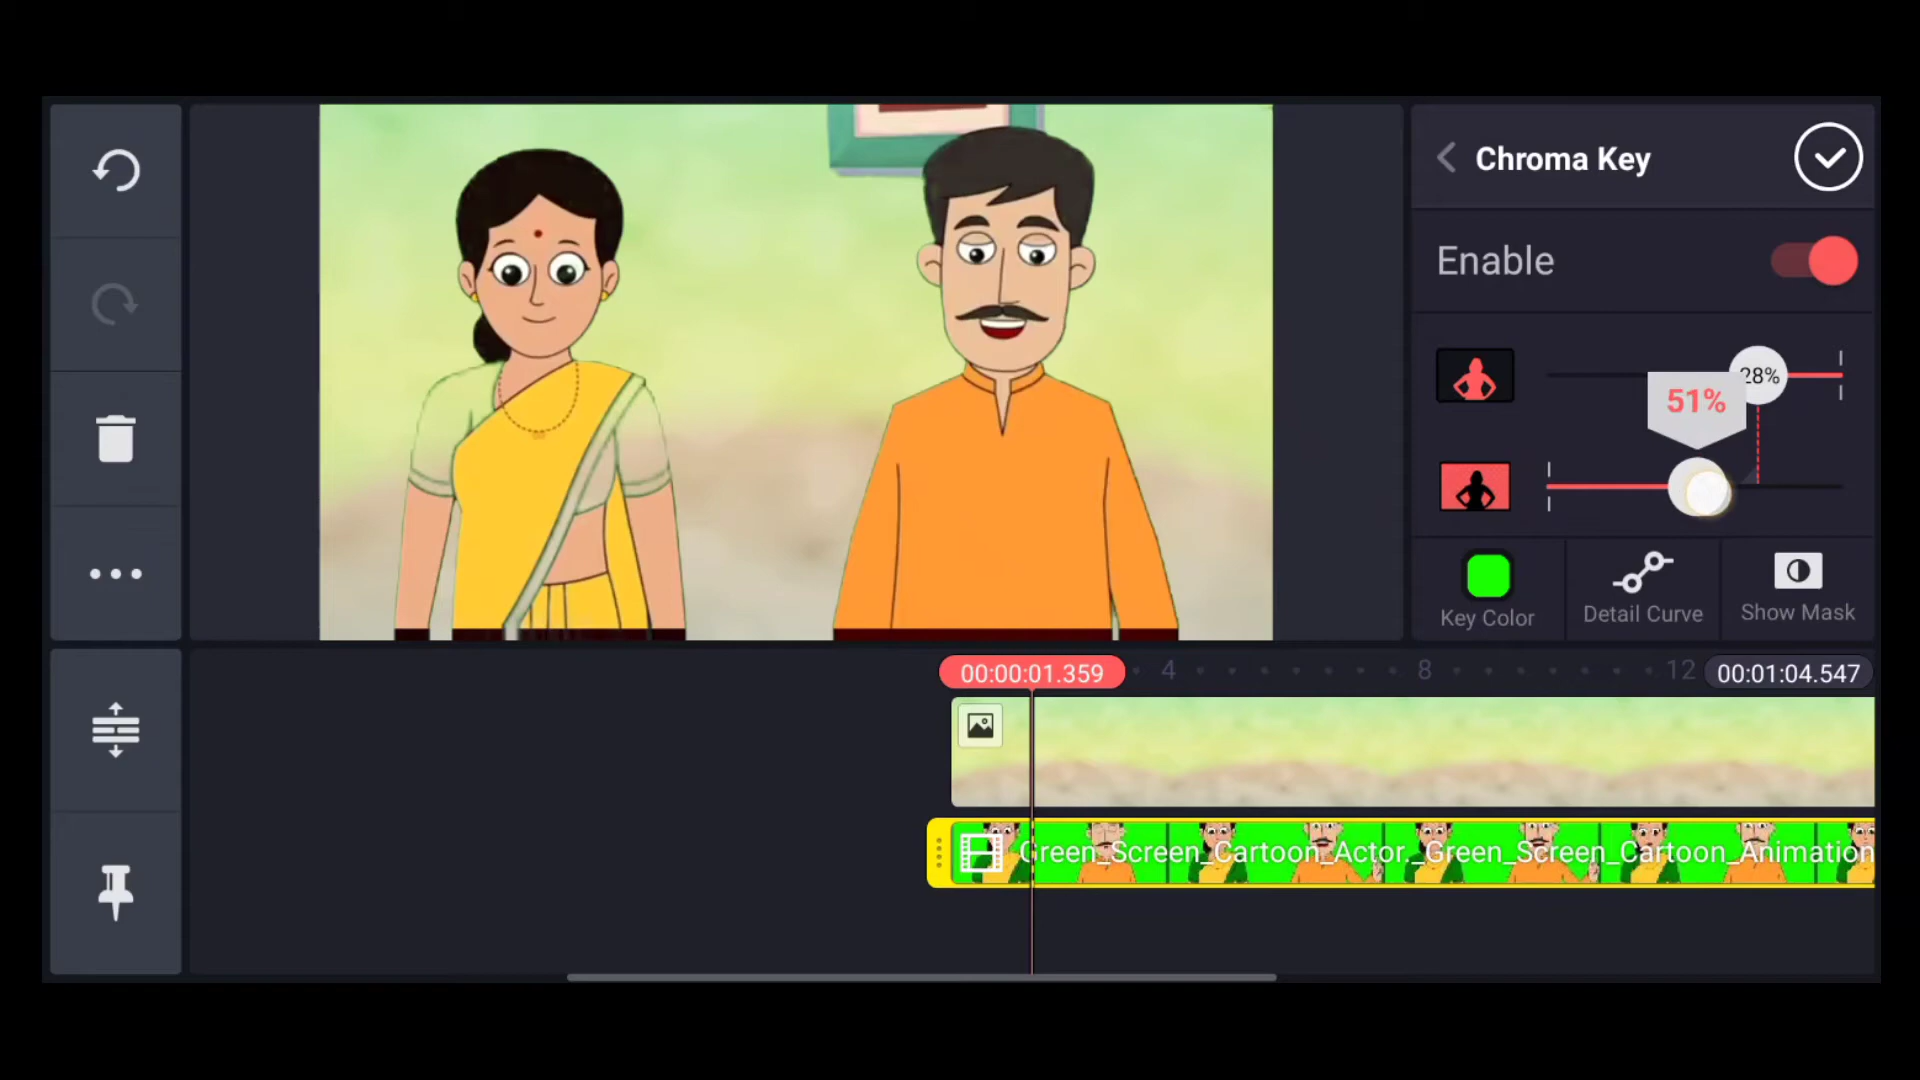 Chroma Key
Enable
28%
51%
Key Color
Detail Curve
Show Mask
00:00:01.359
4
8
12
00:01:04.547
Green_Screen_Cartoon_Actor_Green_Screen_Cartoon_Animation